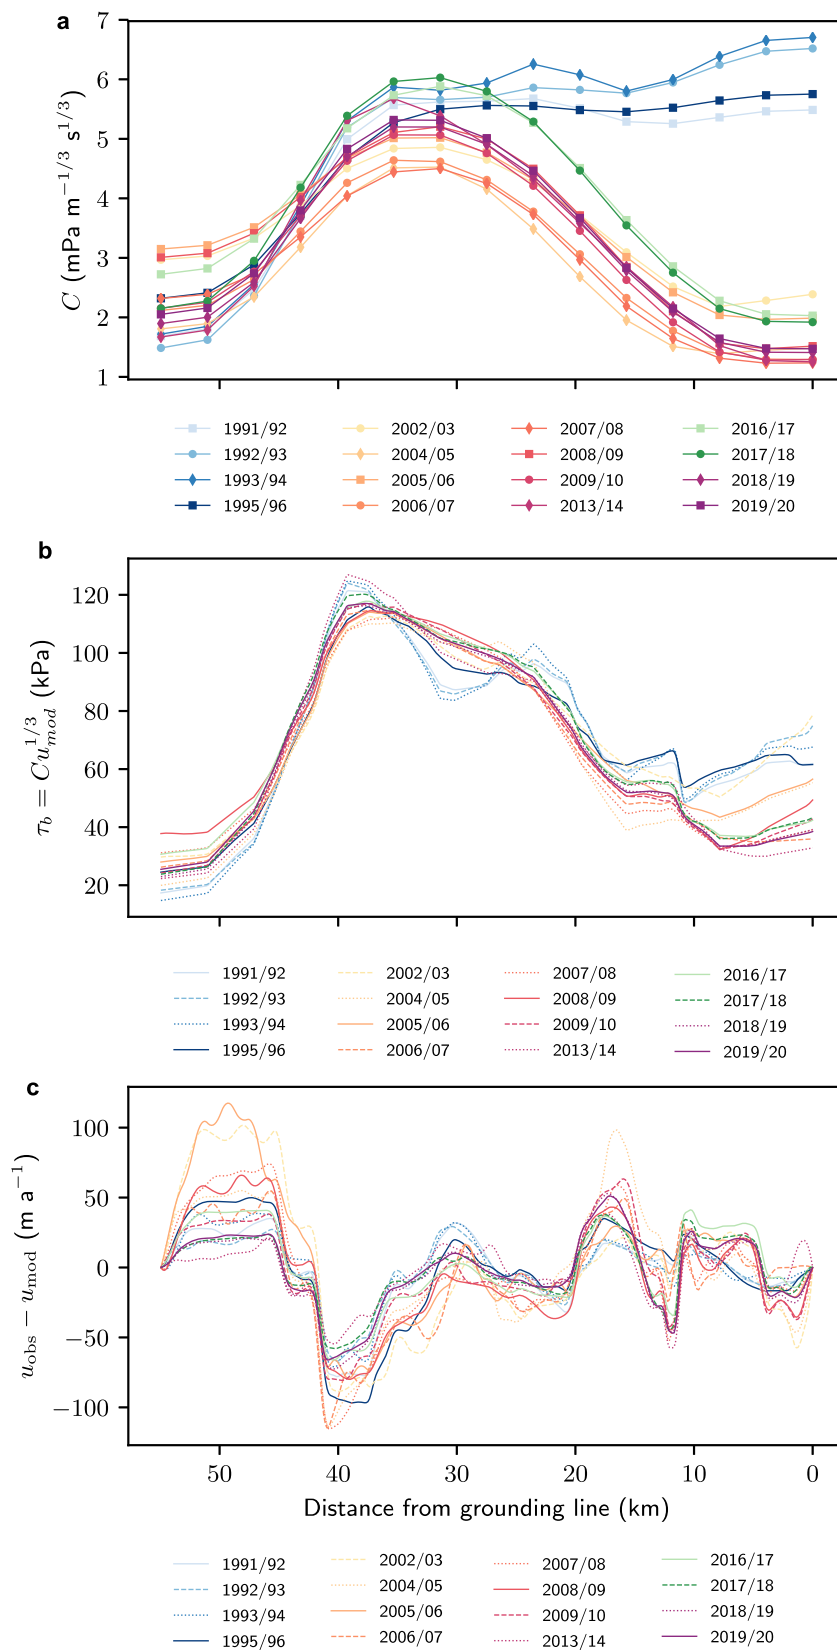 a
7
6
5
4
3
2
1
C (mPa m⁻¹/³ s¹/³)
1991/92 2002/03 2007/08 2016/17
1992/93 2004/05 2008/09 2017/18
1993/94 2005/06 2009/10 2018/19
1995/96 2006/07 2013/14 2019/20
b
120
100
80
60
40
20
τ_b = Cu_mod^1/3 (kPa)
1991/92 2002/03 2007/08 2016/17
1992/93 2004/05 2008/09 2017/18
1993/94 2005/06 2009/10 2018/19
1995/96 2006/07 2013/14 2019/20
c
100
50
0
−50
−100
u_obs − u_mod (m a⁻¹)
50 40 30 20 10 0
Distance from grounding line (km)
1991/92 2002/03 2007/08 2016/17
1992/93 2004/05 2008/09 2017/18
1993/94 2005/06 2009/10 2018/19
1995/96 2006/07 2013/14 2019/20